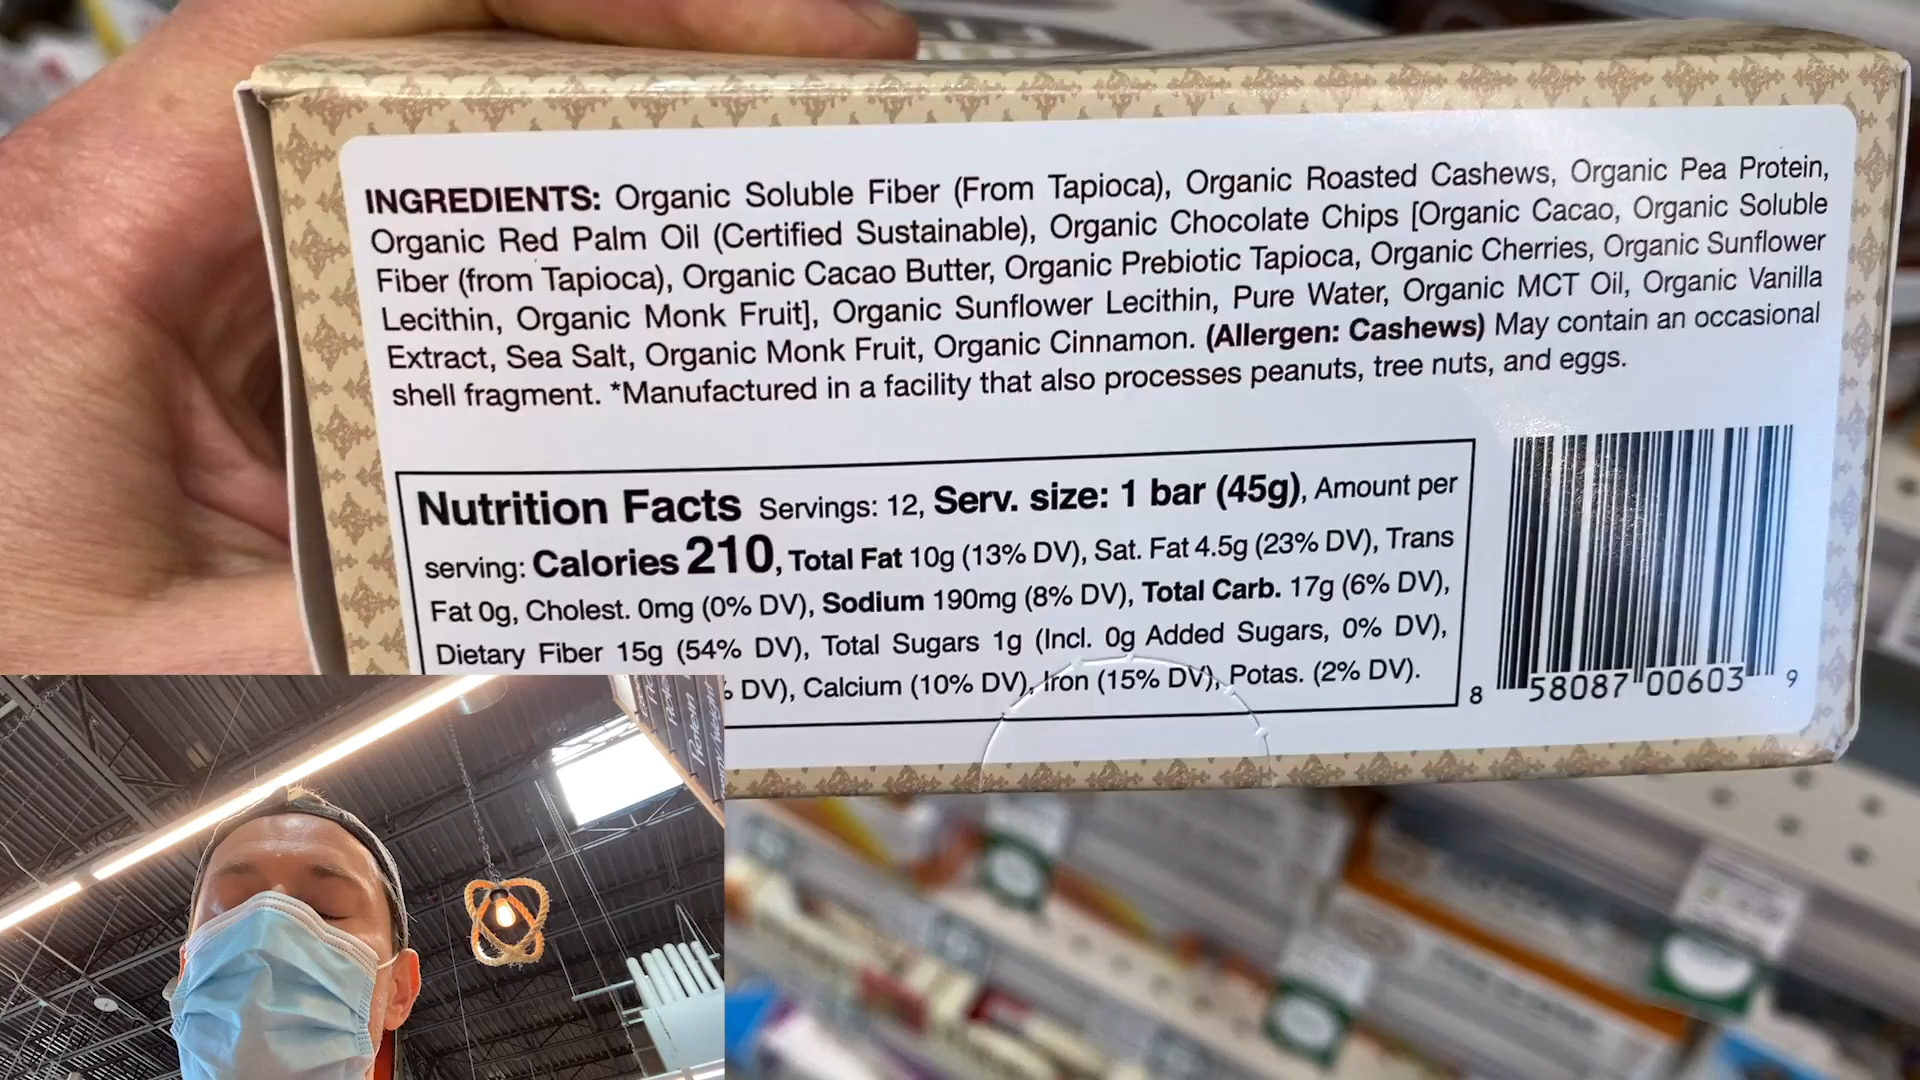 INGREDIENTS: Organic Soluble Fiber (From Tapioca), Organic Roasted Cashews, Organic Pea Protein,
Organic Red Palm Oil (Certified Sustainable), Organic Chocolate Chips [Organic Cacao, Organic Soluble
Fiber (from Tapioca), Organic Cacao Butter, Organic Prebiotic Tapioca, Organic Cherries, Organic Sunflower
Lecithin, Organic Monk Fruit], Organic Sunflower Lecithin, Pure Water, Organic MCT Oil, Organic Vanilla
Extract, Sea Salt, Organic Monk Fruit, Organic Cinnamon. (Allergen: Cashews) May contain an occasional
shell fragment. *Manufactured in a facility that also processes peanuts, tree nuts, and eggs.
Nutrition Facts Servings: 12, Serv. size: 1 bar (45g), Amount per
serving: Calories 210, Total Fat 10g (13% DV), Sat. Fat 4.5g (23% DV), Trans
Fat 0g, Cholest. 0mg (0% DV), Sodium 190mg (8% DV), Total Carb. 17g (6% DV),
Dietary Fiber 15g (54% DV), Total Sugars 1g (Incl. 0g Added Sugars, 0% DV),
DV), Calcium (10% DV), Iron (15% DV), Potas. (2% DV).
8 58087 00603 9
Protein